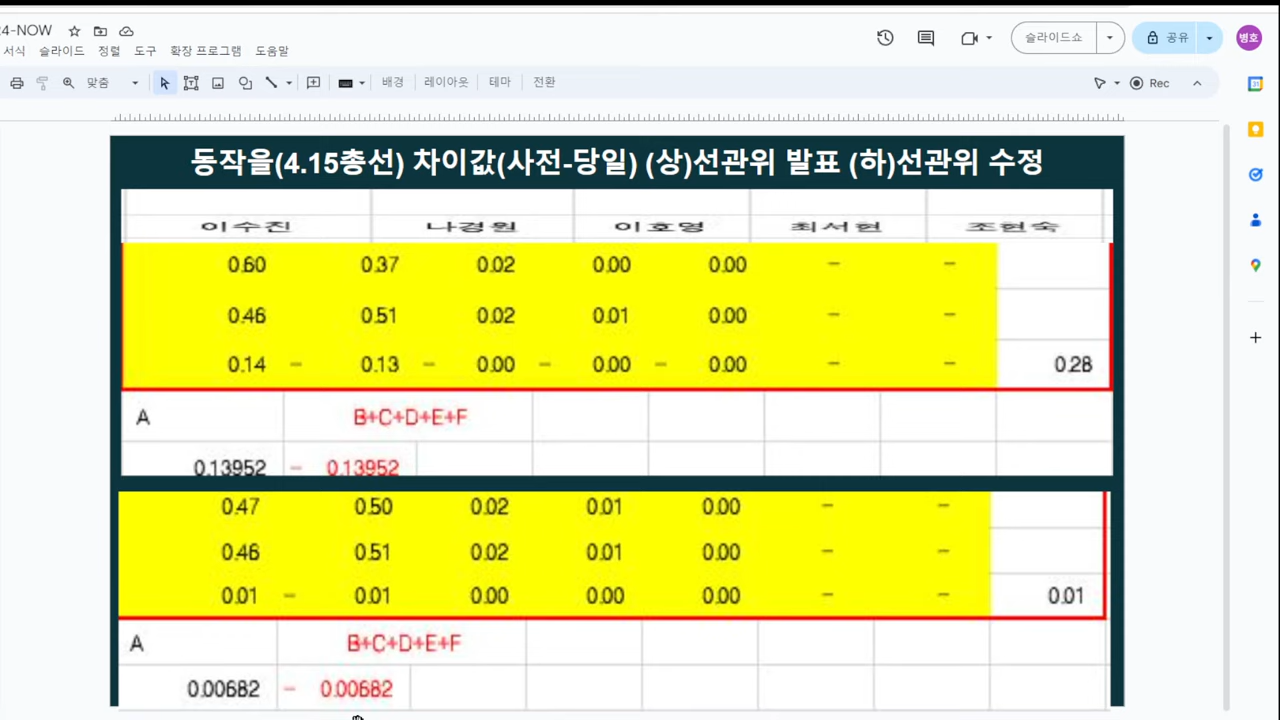 24-NOW
서식 슬라이드 정렬 도구 확장 프로그램 도움말
슬라이드쇼
공유
병호
맞춤
배경 레이아웃 테마 전환
Rec
31
동작을(4.15총선) 차이값(사전-당일) (상)선관위 발표 (하)선관위 수정
이수진 나경원 이호영 최서현 조현숙
0.60 0.37 0.02 0.00 0.00 - -
0.46 0.51 0.02 0.01 0.00 - -
0.14 - 0.13 - 0.00 - 0.00 - 0.00 - - 0.28
A B+C+D+E+F
0.13952 - 0.13952
0.47 0.50 0.02 0.01 0.00 - -
0.46 0.51 0.02 0.01 0.00 - -
0.01 - 0.01 0.00 0.00 0.00 - - 0.01
A B+C+D+E+F
0.00682 - 0.00682